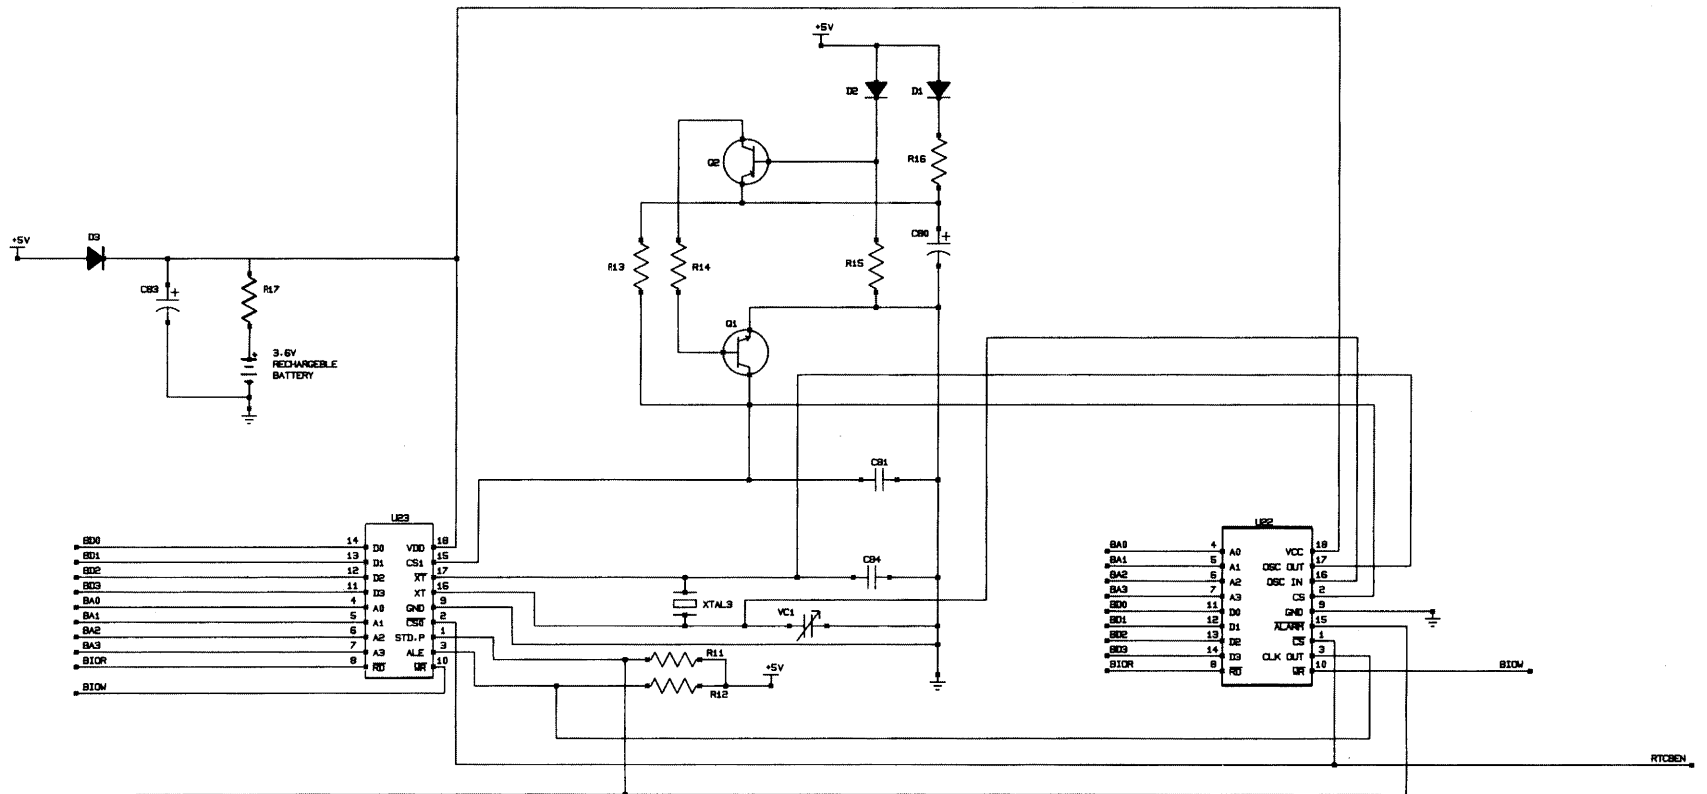 +5V
D2
D1
Q2
R16
+5V
D3
C80
C83
R17
R13
R14
R15
Q1
3.6V
RECHARGEBLE
BATTERY
C81
U23
BD0 14 D0 VDD 18
BD1 13 D1 CS1 15
BD2 12 D2 XT 17
BD3 11 D3 XT 16
BA0 4 A0 GND 9
BA1 5 A1 CS0 2
BA2 6 A2 STD.P 1
BA3 7 A3 ALE 3
BIOR 8 RD WR 10
BIOW
C84
XTAL3
VC1
R11
R12
+5V
U22
BA0 4 A0 VCC 18
BA1 5 A1 OSC OUT 17
BA2 6 A2 OSC IN 16
BA3 7 A3 CS 2
BD0 11 D0 GND 9
BD1 12 D1 ALARM 15
BD2 13 D2 CS 1
BD3 14 D3 CLK OUT 3
BIOR 8 RD WR 10
BIOW
RTCBEN